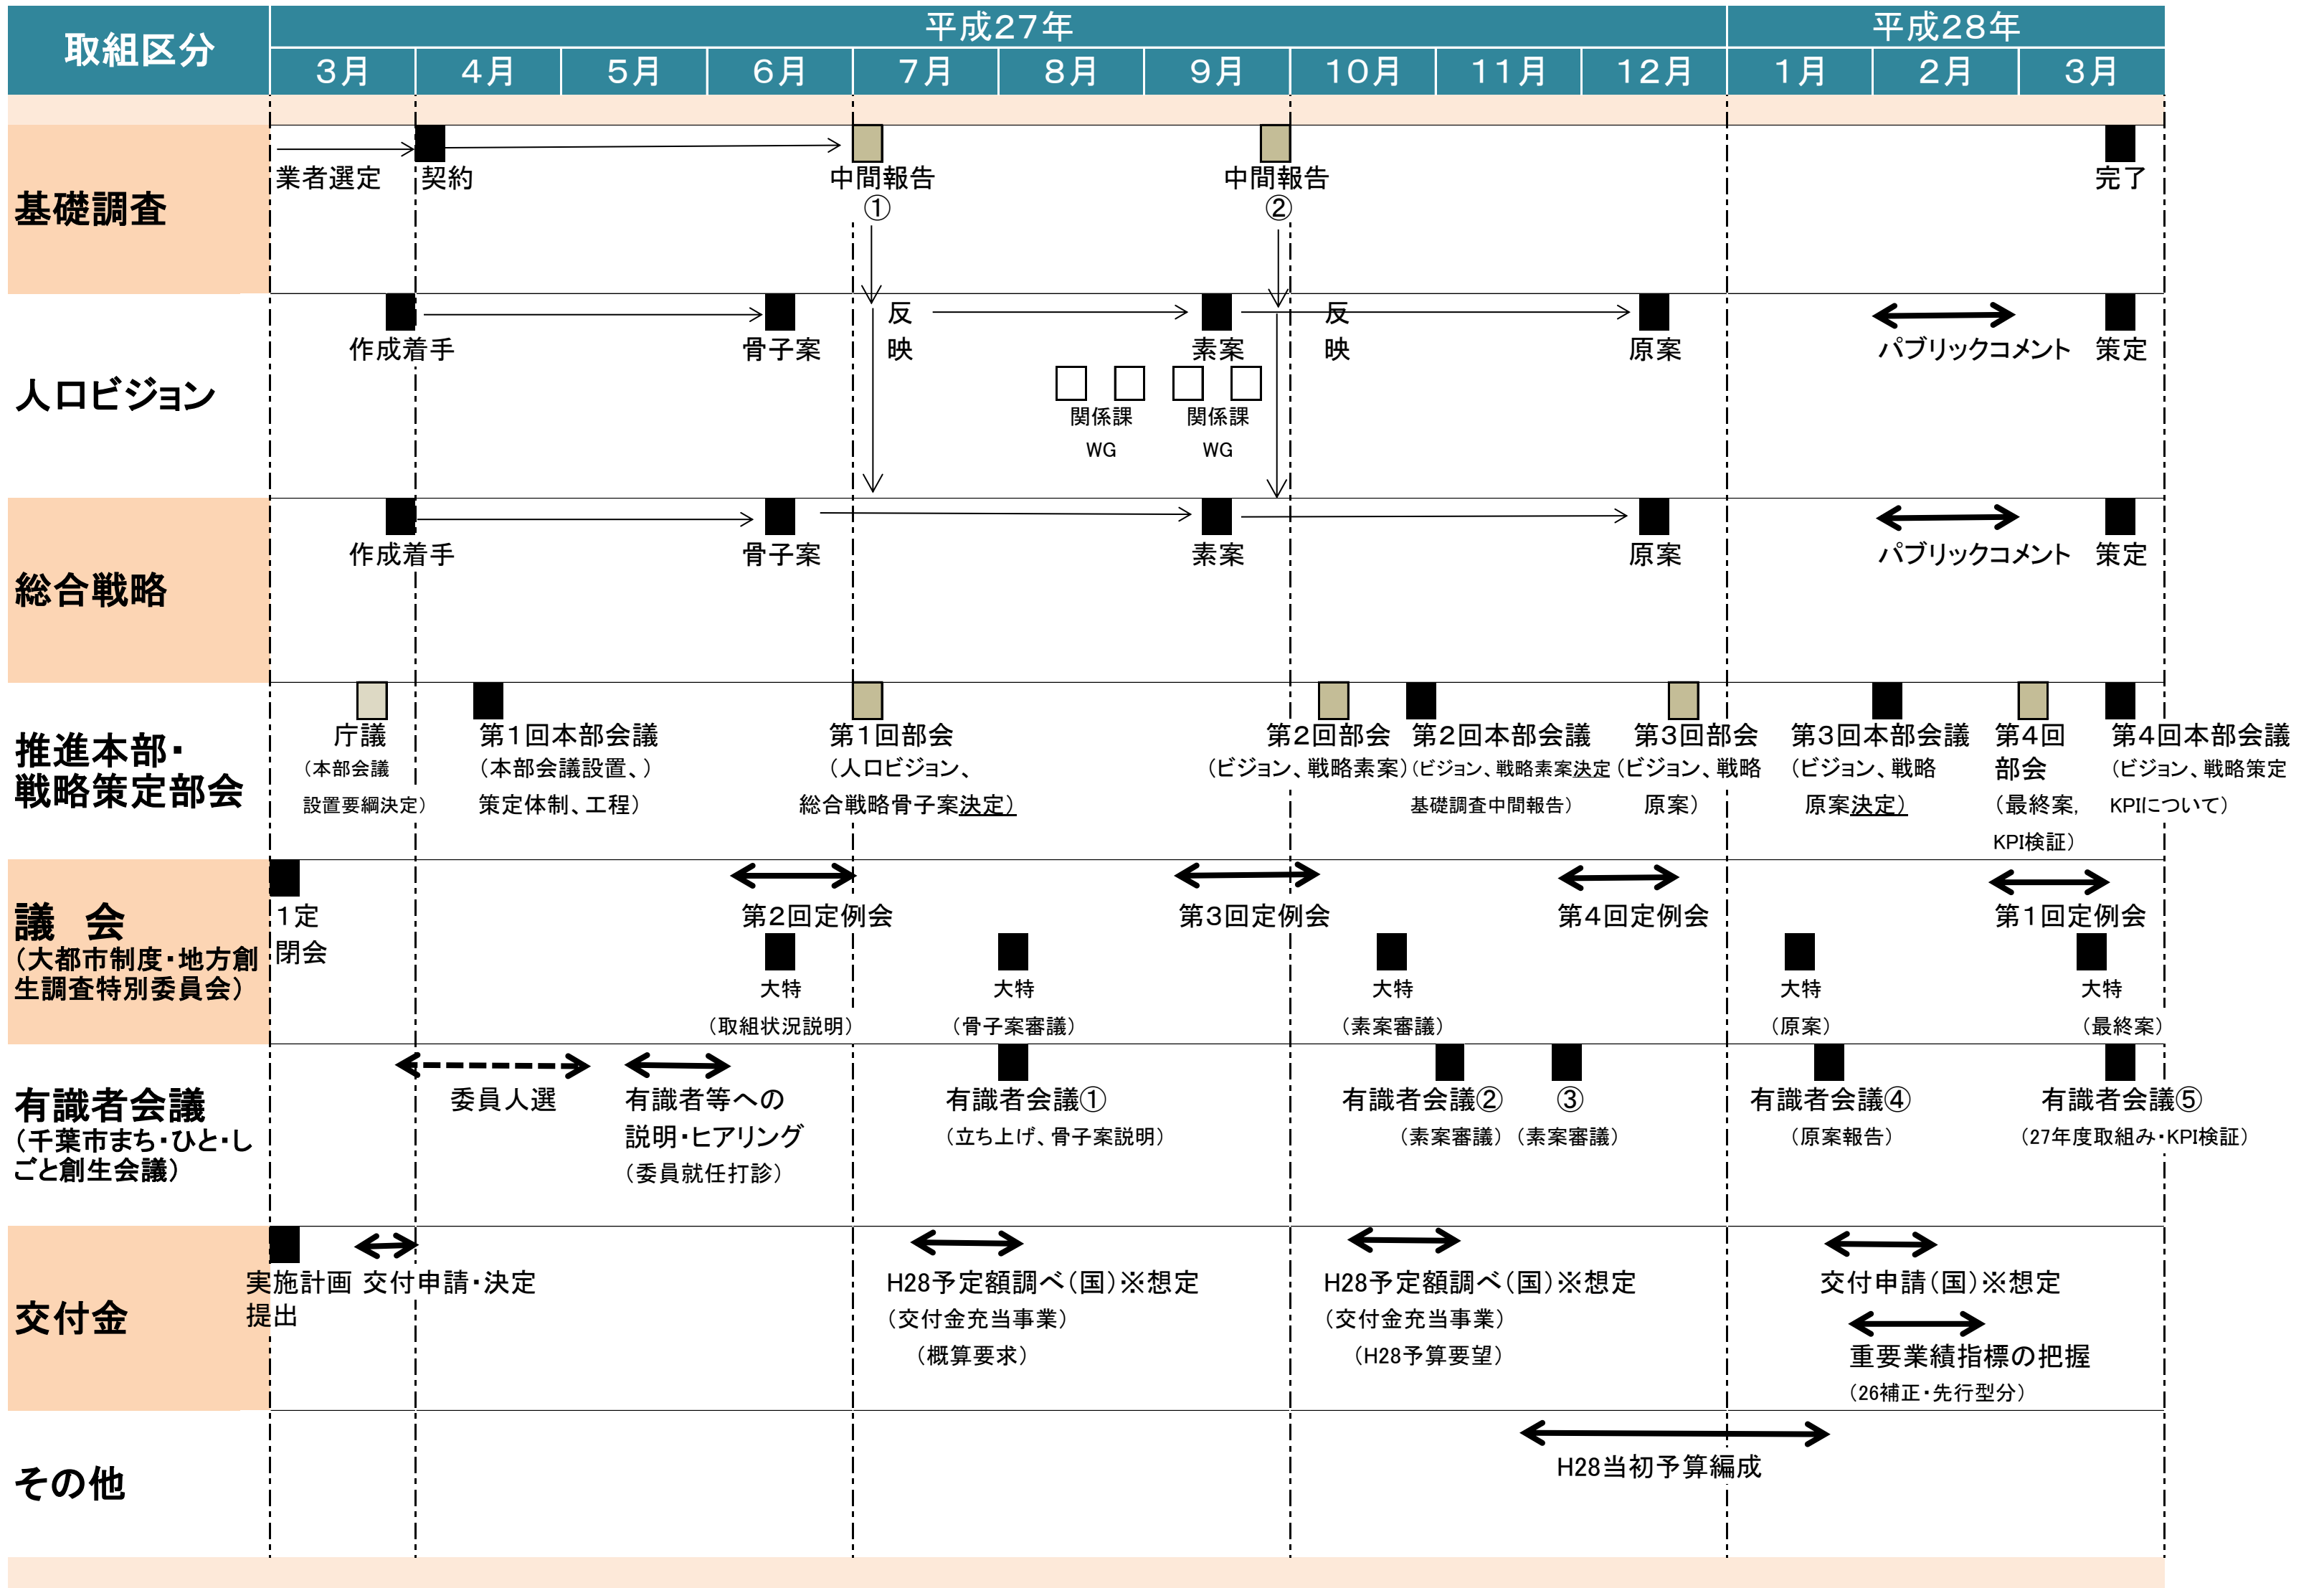 取組区分
平成２７年
平成２８年
３月
４月
５月
６月
７月
８月
９月
１０月
１１月
１２月
１月
２月
３月
基礎調査
業者選定
契約
中間報告
①
中間報告
②
完了
人口ビジョン
作成着手
骨子案
反
映
素案
反
映
原案
パブリックコメント
策定
関係課
WG
関係課
WG
総合戦略
作成着手
骨子案
素案
原案
パブリックコメント
策定
推進本部・
戦略策定部会
庁議
（本部会議
設置要綱決定）
第１回本部会議
（本部会議設置、）
策定体制、工程）
第１回部会
（人口ビジョン、
総合戦略骨子案決定）
第２回部会
（ビジョン、戦略素案）
第２回本部会議
（ビジョン、戦略素案決定
基礎調査中間報告）
第３回部会
（ビジョン、戦略
原案）
第３回本部会議
（ビジョン、戦略
原案決定）
第４回
部会
（最終案,
KPI検証）
第４回本部会議
（ビジョン、戦略策定
KPIについて）
議　会
（大都市制度・地方創
生調査特別委員会）
１定
閉会
第２回定例会
第３回定例会
第４回定例会
第１回定例会
大特
（取組状況説明）
大特
（骨子案審議）
大特
（素案審議）
大特
（原案）
大特
（最終案）
有識者会議
（千葉市まち・ひと・し
ごと創生会議）
委員人選
有識者等への
説明・ヒアリング
（委員就任打診）
有識者会議①
（立ち上げ、骨子案説明）
有識者会議②
（素案審議）
③
（素案審議）
有識者会議④
（原案報告）
有識者会議⑤
（27年度取組み・KPI検証）
交付金
実施計画
提出
交付申請・決定
H28予定額調べ（国）※想定
（交付金充当事業）
（概算要求）
H28予定額調べ（国）※想定
（交付金充当事業）
（H28予算要望）
交付申請（国）※想定
重要業績指標の把握
（26補正・先行型分）
その他
H28当初予算編成